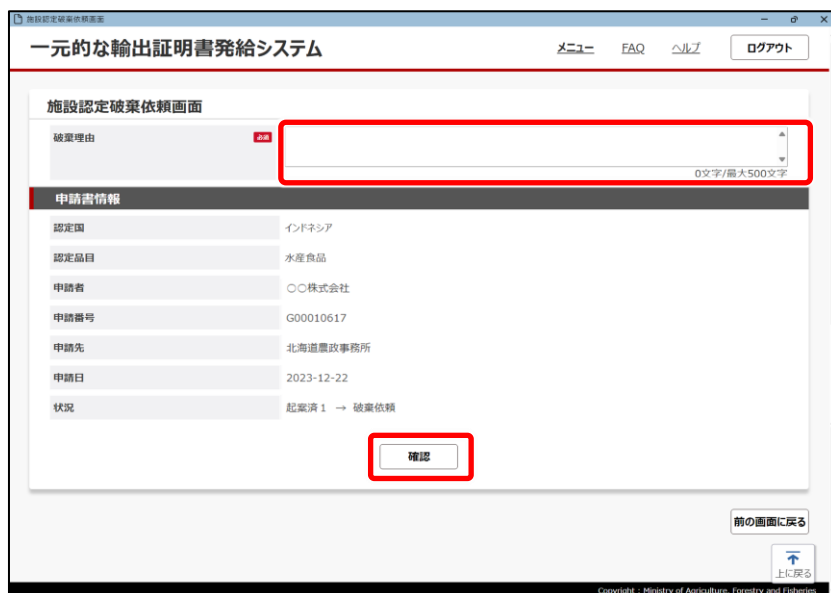 施設認定破棄依頼画面
一元的な輸出証明書発給システム
メニュー FAQ ヘルプ ログアウト
施設認定破棄依頼画面
破棄理由 必須
0文字/最大500文字
申請書情報
認定国 インドネシア
認定品目 水産食品
申請者 〇〇株式会社
申請番号 G00010617
申請先 北海道農政事務所
申請日 2023-12-22
状況 起案済1 → 破棄依頼
確認
前の画面に戻る
上に戻る
Copyright : Ministry of Agriculture, Forestry and Fisheries